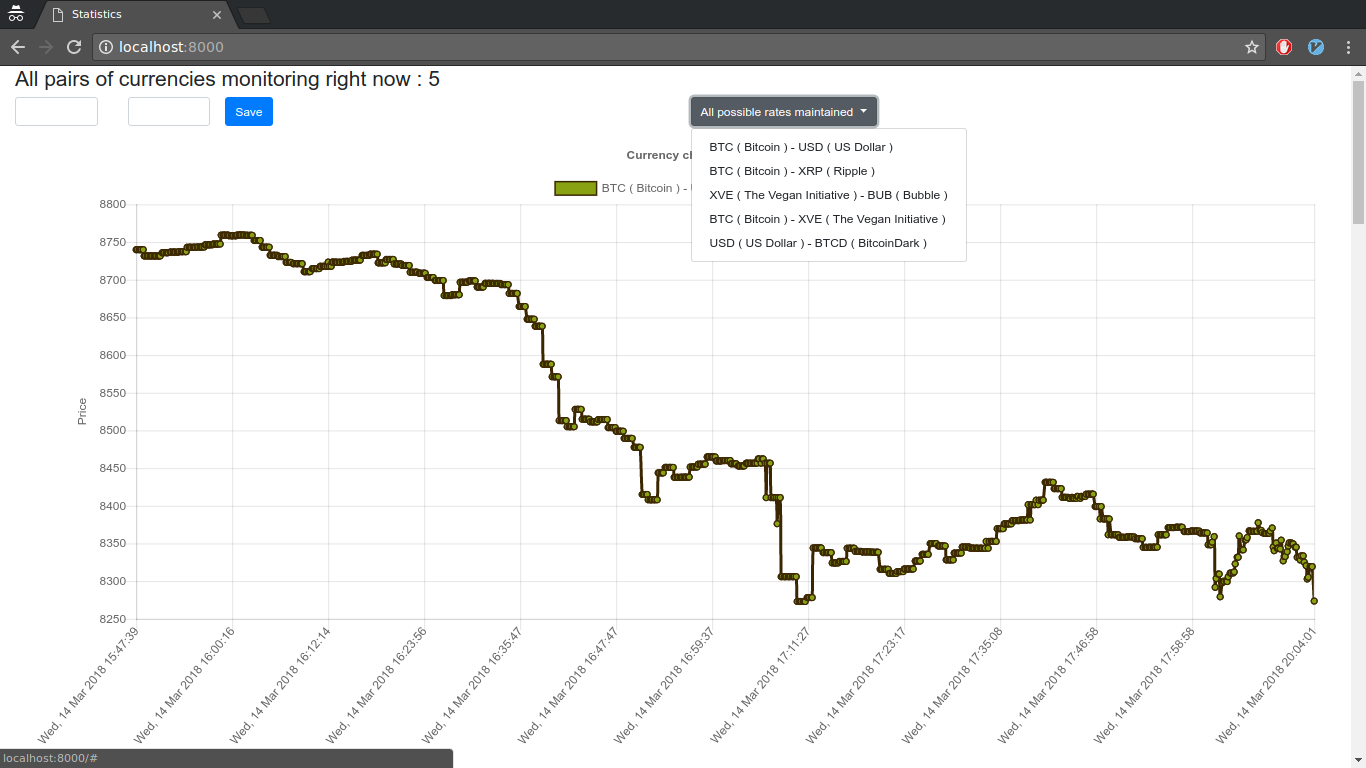 Statistics
localhost:8000
All pairs of currencies monitoring right now : 5
Save
All possible rates maintained
BTC ( Bitcoin ) - USD ( US Dollar )
BTC ( Bitcoin ) - XRP ( Ripple )
XVE ( The Vegan Initiative ) - BUB ( Bubble )
BTC ( Bitcoin ) - XVE ( The Vegan Initiative )
USD ( US Dollar ) - BTCD ( BitcoinDark )
Currency
BTC ( Bitcoin ) -
8800
8750
8700
8650
8600
8550
8500
8450
8400
8350
8300
8250
Price
Wed, 14 Mar 2018 15:47:39
Wed, 14 Mar 2018 16:00:16
Wed, 14 Mar 2018 16:12:14
Wed, 14 Mar 2018 16:23:56
Wed, 14 Mar 2018 16:35:47
Wed, 14 Mar 2018 16:47:47
Wed, 14 Mar 2018 16:59:37
Wed, 14 Mar 2018 17:11:27
Wed, 14 Mar 2018 17:23:17
Wed, 14 Mar 2018 17:35:08
Wed, 14 Mar 2018 17:46:58
Wed, 14 Mar 2018 17:58:58
Wed, 14 Mar 2018 20:04:01
localhost:8000/#